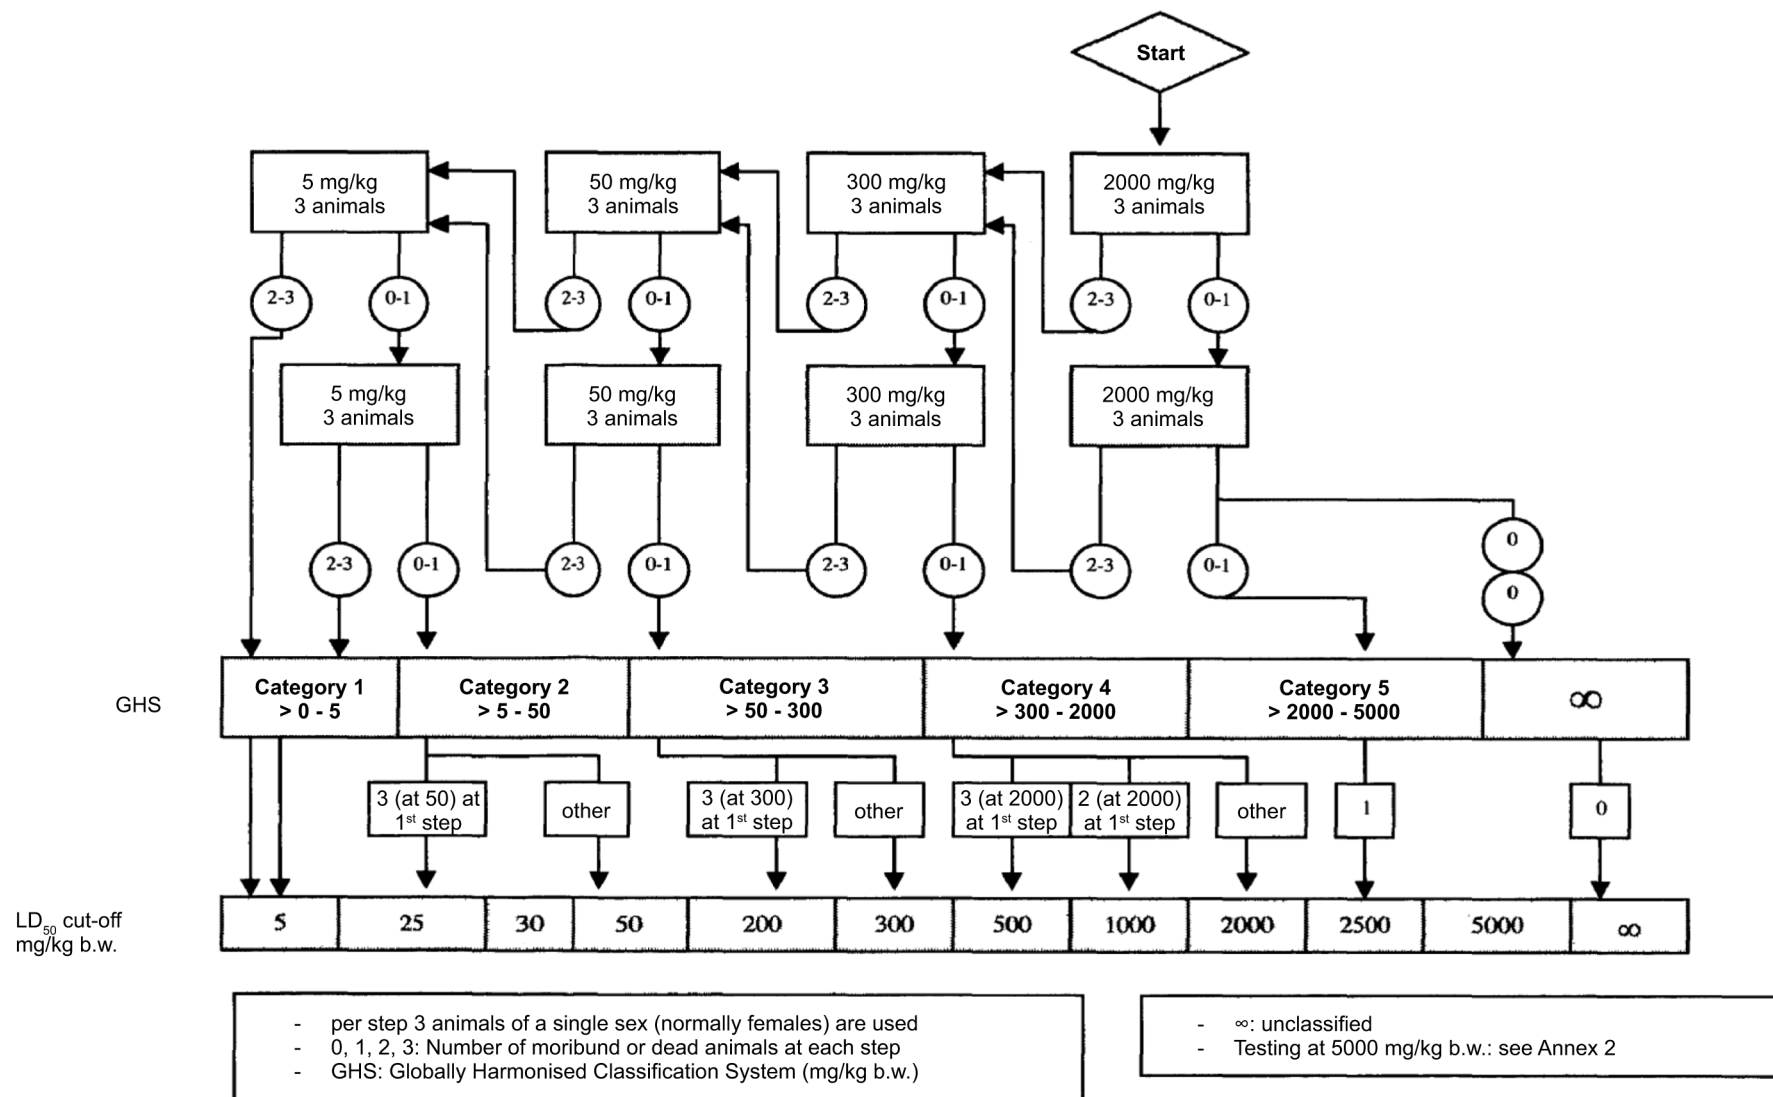 Start
5 mg/kg
3 animals
50 mg/kg
3 animals
300 mg/kg
3 animals
2000 mg/kg
3 animals
2-3
0-1
2-3
0-1
2-3
0-1
2-3
0-1
5 mg/kg
3 animals
50 mg/kg
3 animals
300 mg/kg
3 animals
2000 mg/kg
3 animals
2-3
0-1
2-3
0-1
2-3
0-1
2-3
0-1
0
0
GHS
Category 1
> 0 - 5
Category 2
> 5 - 50
Category 3
> 50 - 300
Category 4
> 300 - 2000
Category 5
> 2000 - 5000
∞
3 (at 50) at
1st step
other
3 (at 300)
at 1st step
other
3 (at 2000)
at 1st step
2 (at 2000)
at 1st step
other
1
0
LD50 cut-off
mg/kg b.w.
5
25
30
50
200
300
500
1000
2000
2500
5000
∞
- per step 3 animals of a single sex (normally females) are used
- 0, 1, 2, 3: Number of moribund or dead animals at each step
- GHS: Globally Harmonised Classification System (mg/kg b.w.)
- ∞: unclassified
- Testing at 5000 mg/kg b.w.: see Annex 2